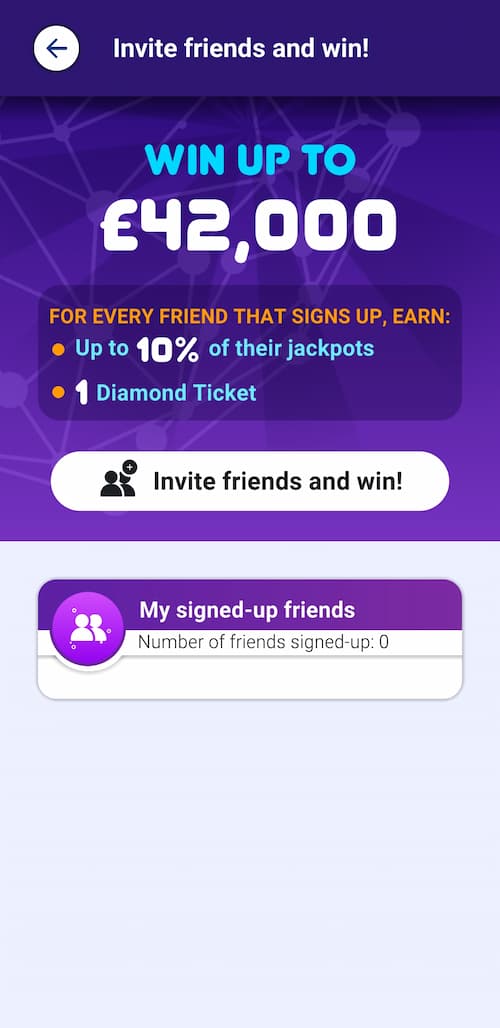 Invite friends and win!
WIN UP TO
£42,000
FOR EVERY FRIEND THAT SIGNS UP, EARN:
Up to 10% of their jackpots
1 Diamond Ticket
Invite friends and win!
My signed-up friends
Number of friends signed-up: 0